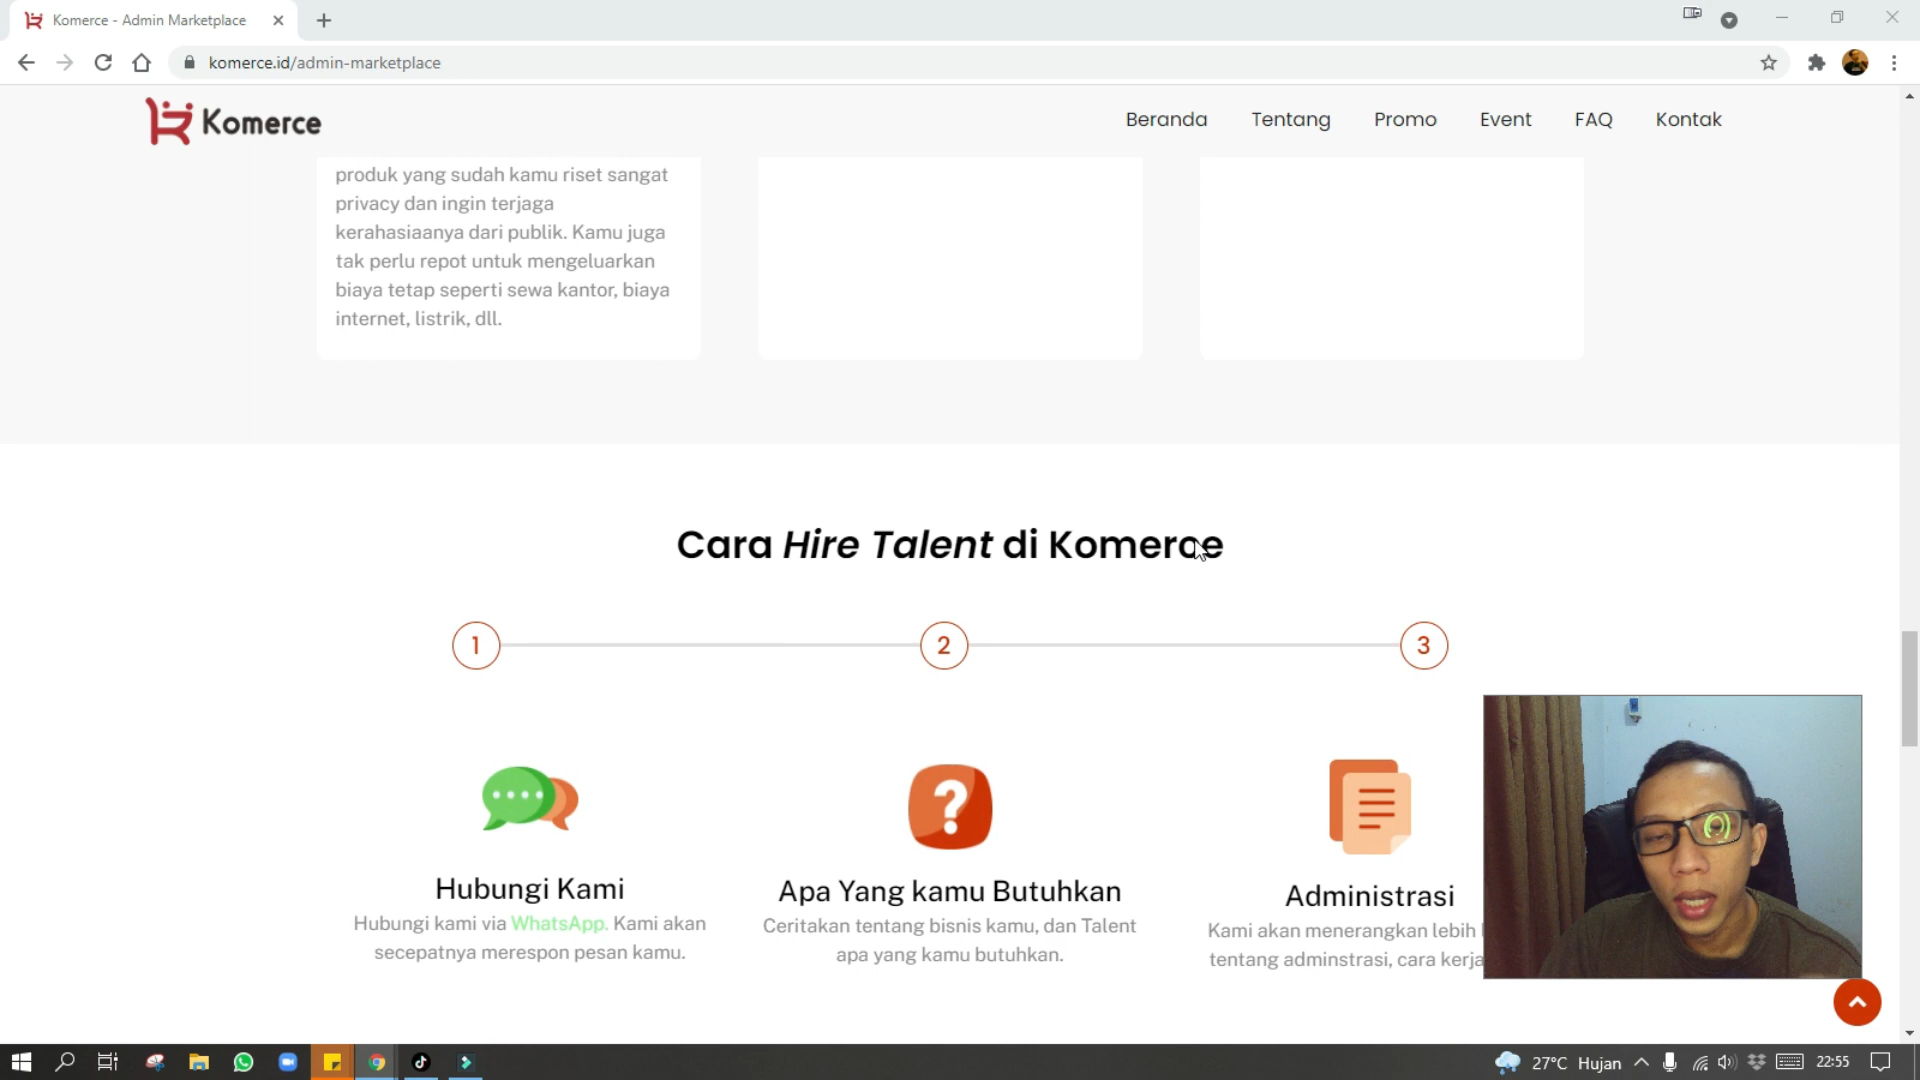 Komerce - Admin Marketplace
komerce.id/admin-marketplace
Komerce
Beranda Tentang Promo Event FAQ Kontak
produk yang sudah kamu riset sangat
privacy dan ingin terjaga
kerahasiaanya dari publik. Kamu juga
tak perlu repot untuk mengeluarkan
biaya tetap seperti sewa kantor, biaya
internet, listrik, dll.
Cara Hire Talent di Komerce
1 2 3
Hubungi Kami
Hubungi kami via WhatsApp. Kami akan
secepatnya merespon pesan kamu.
Apa Yang kamu Butuhkan
Ceritakan tentang bisnis kamu, dan Talent
apa yang kamu butuhkan.
Administrasi
Kami akan menerangkan lebih
tentang adminstrasi, cara kerja
27°C Hujan
22:55